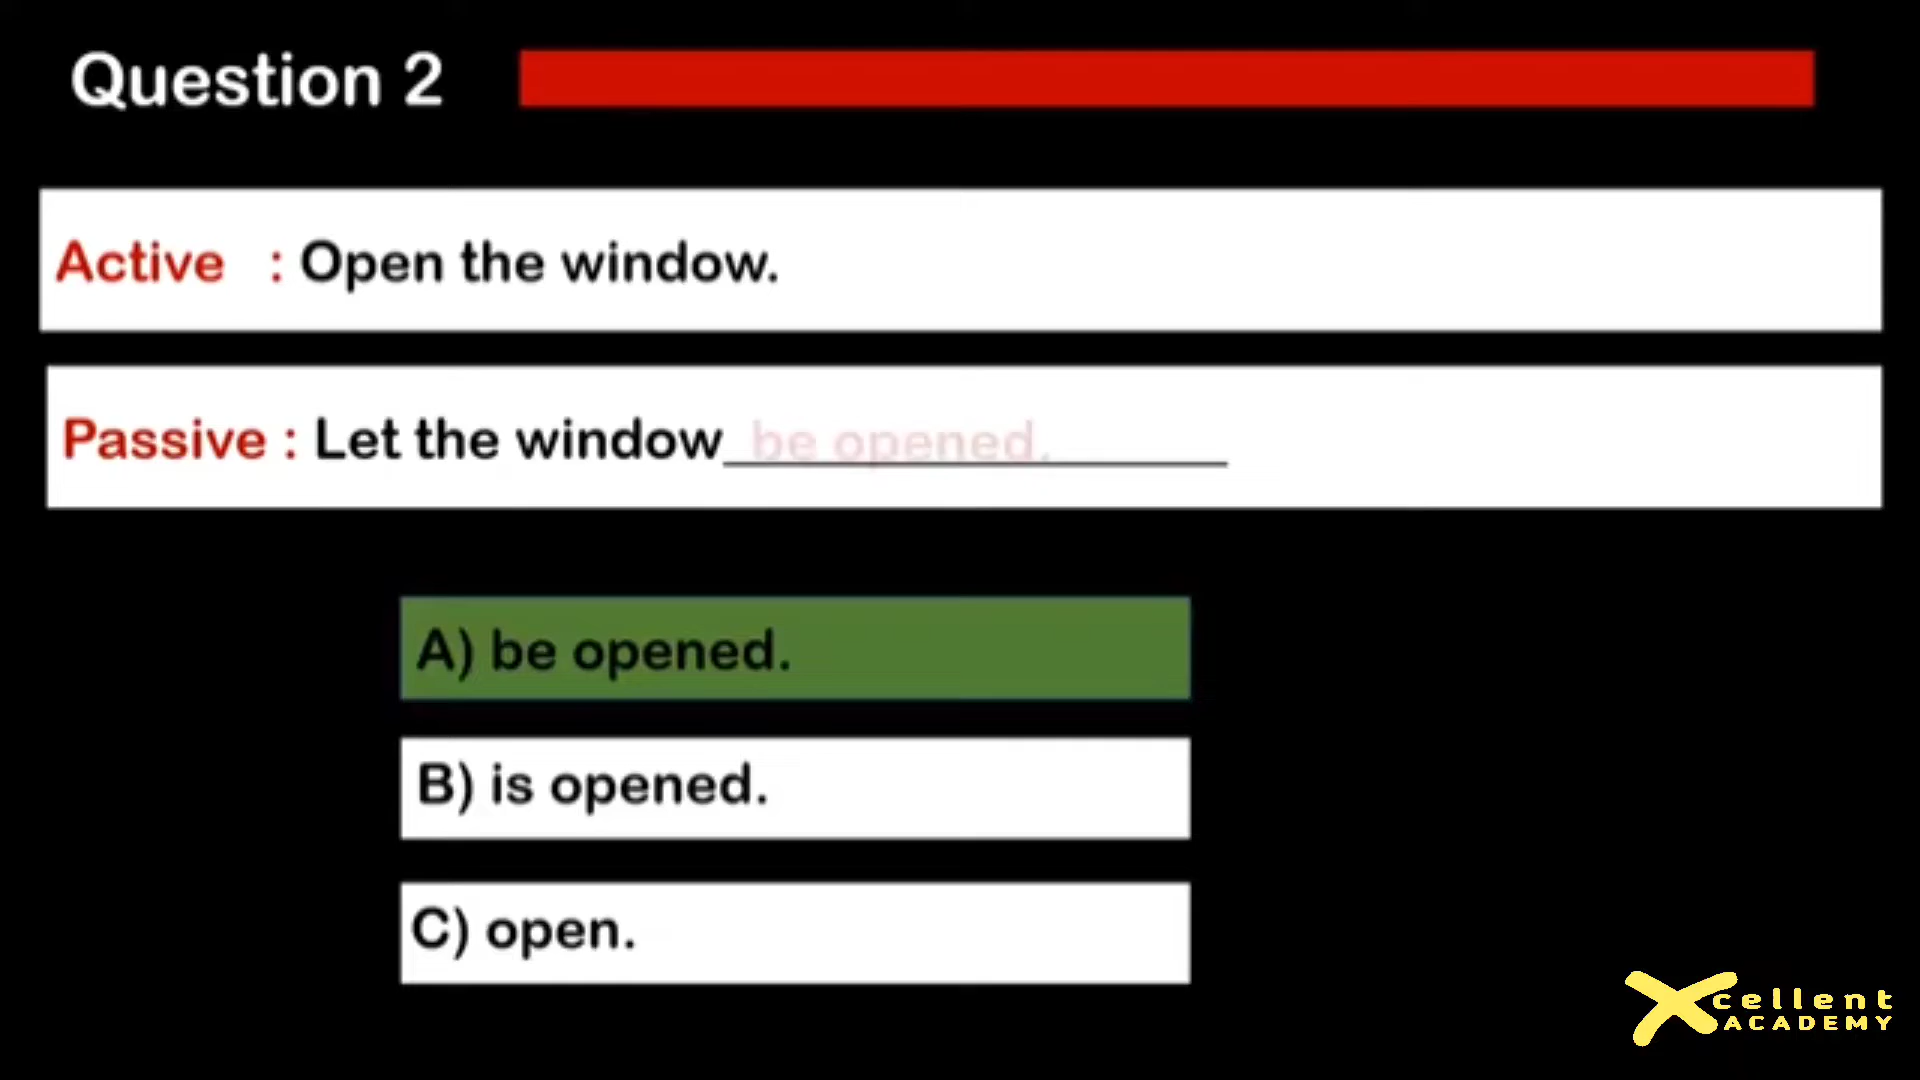 Question 2
Active : Open the window.
Passive : Let the window be opened.
A) be opened.
B) is opened.
C) open.
Xcellent
ACADEMY